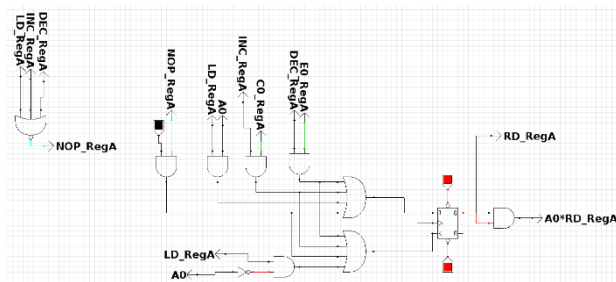 LD_RegA
INC_RegA
DEC_RegA
NOP_RegA
NOP_RegA
LD_RegA
A0
INC_RegA
C0_RegA
DEC_RegA
E0_RegA
RD_RegA
A0*RD_RegA
LD_RegA
A0